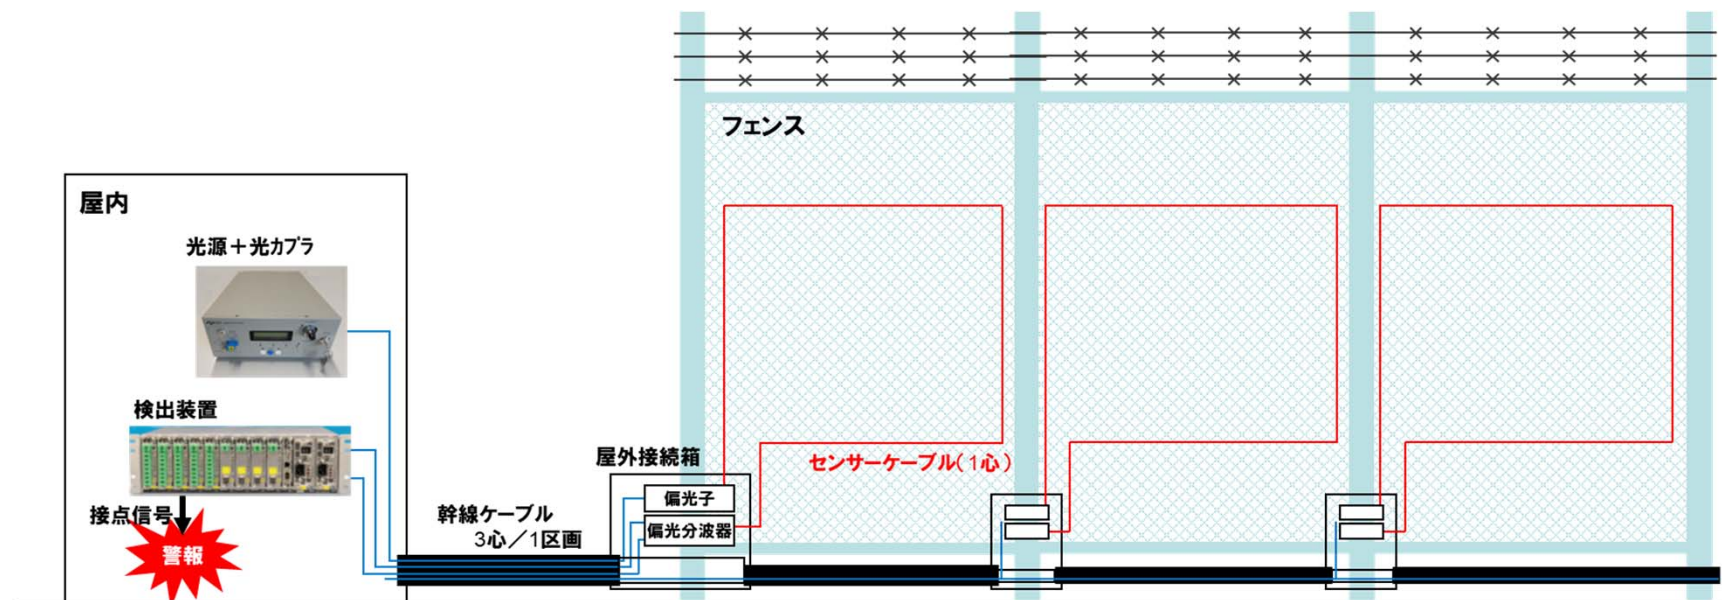 フェンス
屋内
光源＋光カプラ
検出装置
接点信号
警報
幹線ケーブル
3心／1区画
屋外接続箱
偏光子
偏光分波器
センサーケーブル(1心)